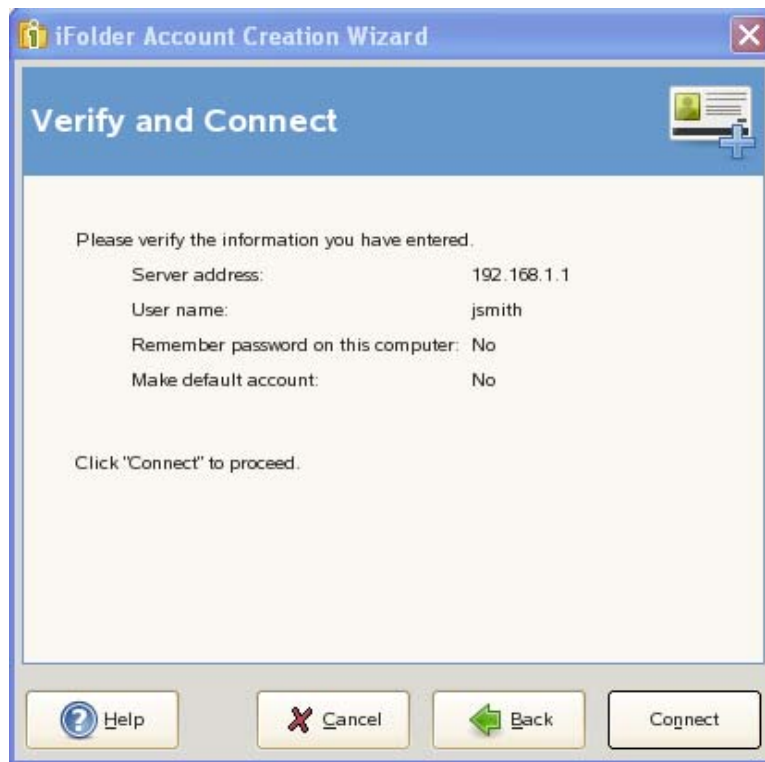 iFolder Account Creation Wizard
Verify and Connect
Please verify the information you have entered.
Server address: 192.168.1.1
User name: jsmith
Remember password on this computer: No
Make default account: No
Click "Connect" to proceed.
Help Cancel Back Connect